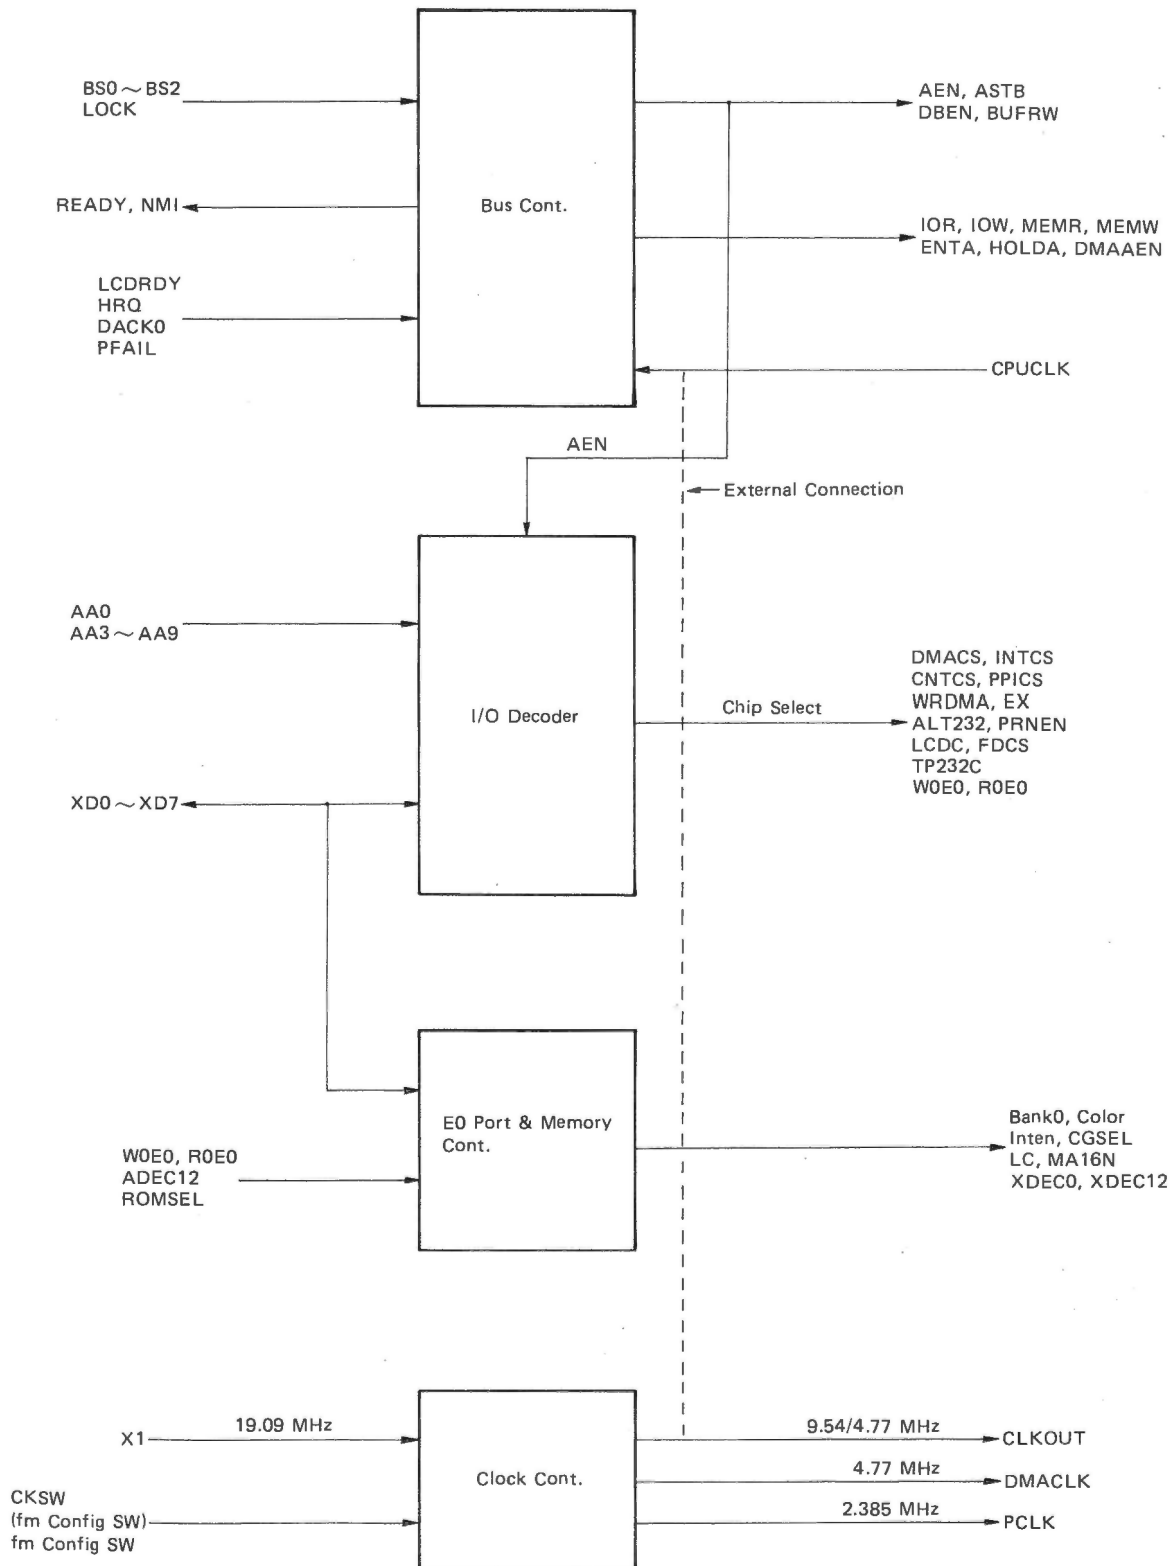 BS0～BS2
LOCK
AEN, ASTB
DBEN, BUFRW
READY, NMI
Bus Cont.
IOR, IOW, MEMR, MEMW
ENTA, HOLDA, DMAAEN
LCDRDY
HRQ
DACK0
PFAIL
CPUCLK
AEN
External Connection
AA0
AA3～AA9
I/O Decoder
Chip Select
DMACS, INTCS
CNTCS, PPICS
WRDMA, EX
ALT232, PRNEN
LCDC, FDCS
TP232C
W0E0, R0E0
XD0～XD7
E0 Port & Memory
Cont.
Bank0, Color
Inten, CGSEL
LC, MA16N
XDEC0, XDEC12
W0E0, R0E0
ADEC12
ROMSEL
X1
19.09 MHz
9.54/4.77 MHz
CLKOUT
Clock Cont.
4.77 MHz
DMACLK
CKSW
(fm Config SW)
fm Config SW
2.385 MHz
PCLK